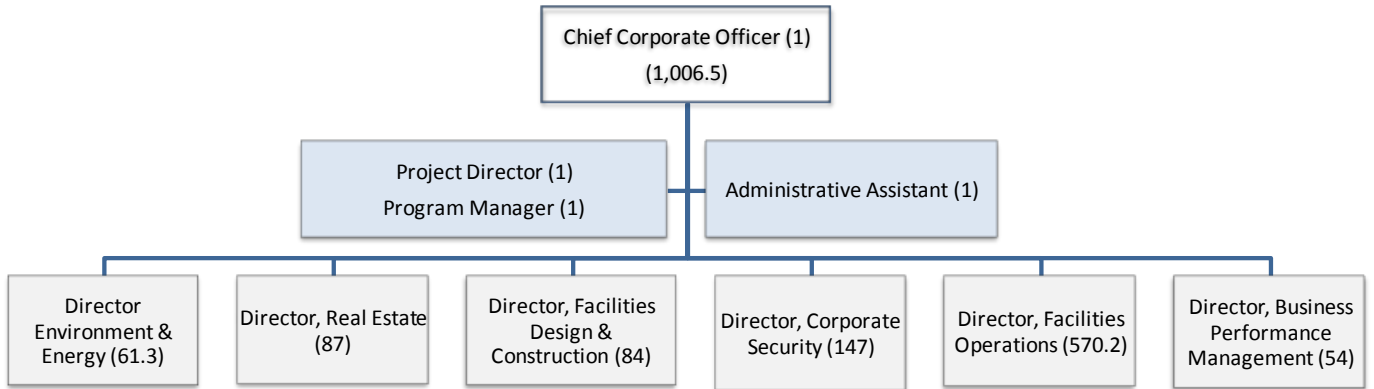 Chief Corporate Officer (1)
(1,006.5)
Project Director (1)
Program Manager (1)
Administrative Assistant (1)
Director
Environment &
Energy (61.3)
Director, Real Estate
(87)
Director, Facilities
Design &
Construction (84)
Director, Corporate
Security (147)
Director, Facilities
Operations (570.2)
Director, Business
Performance
Management (54)